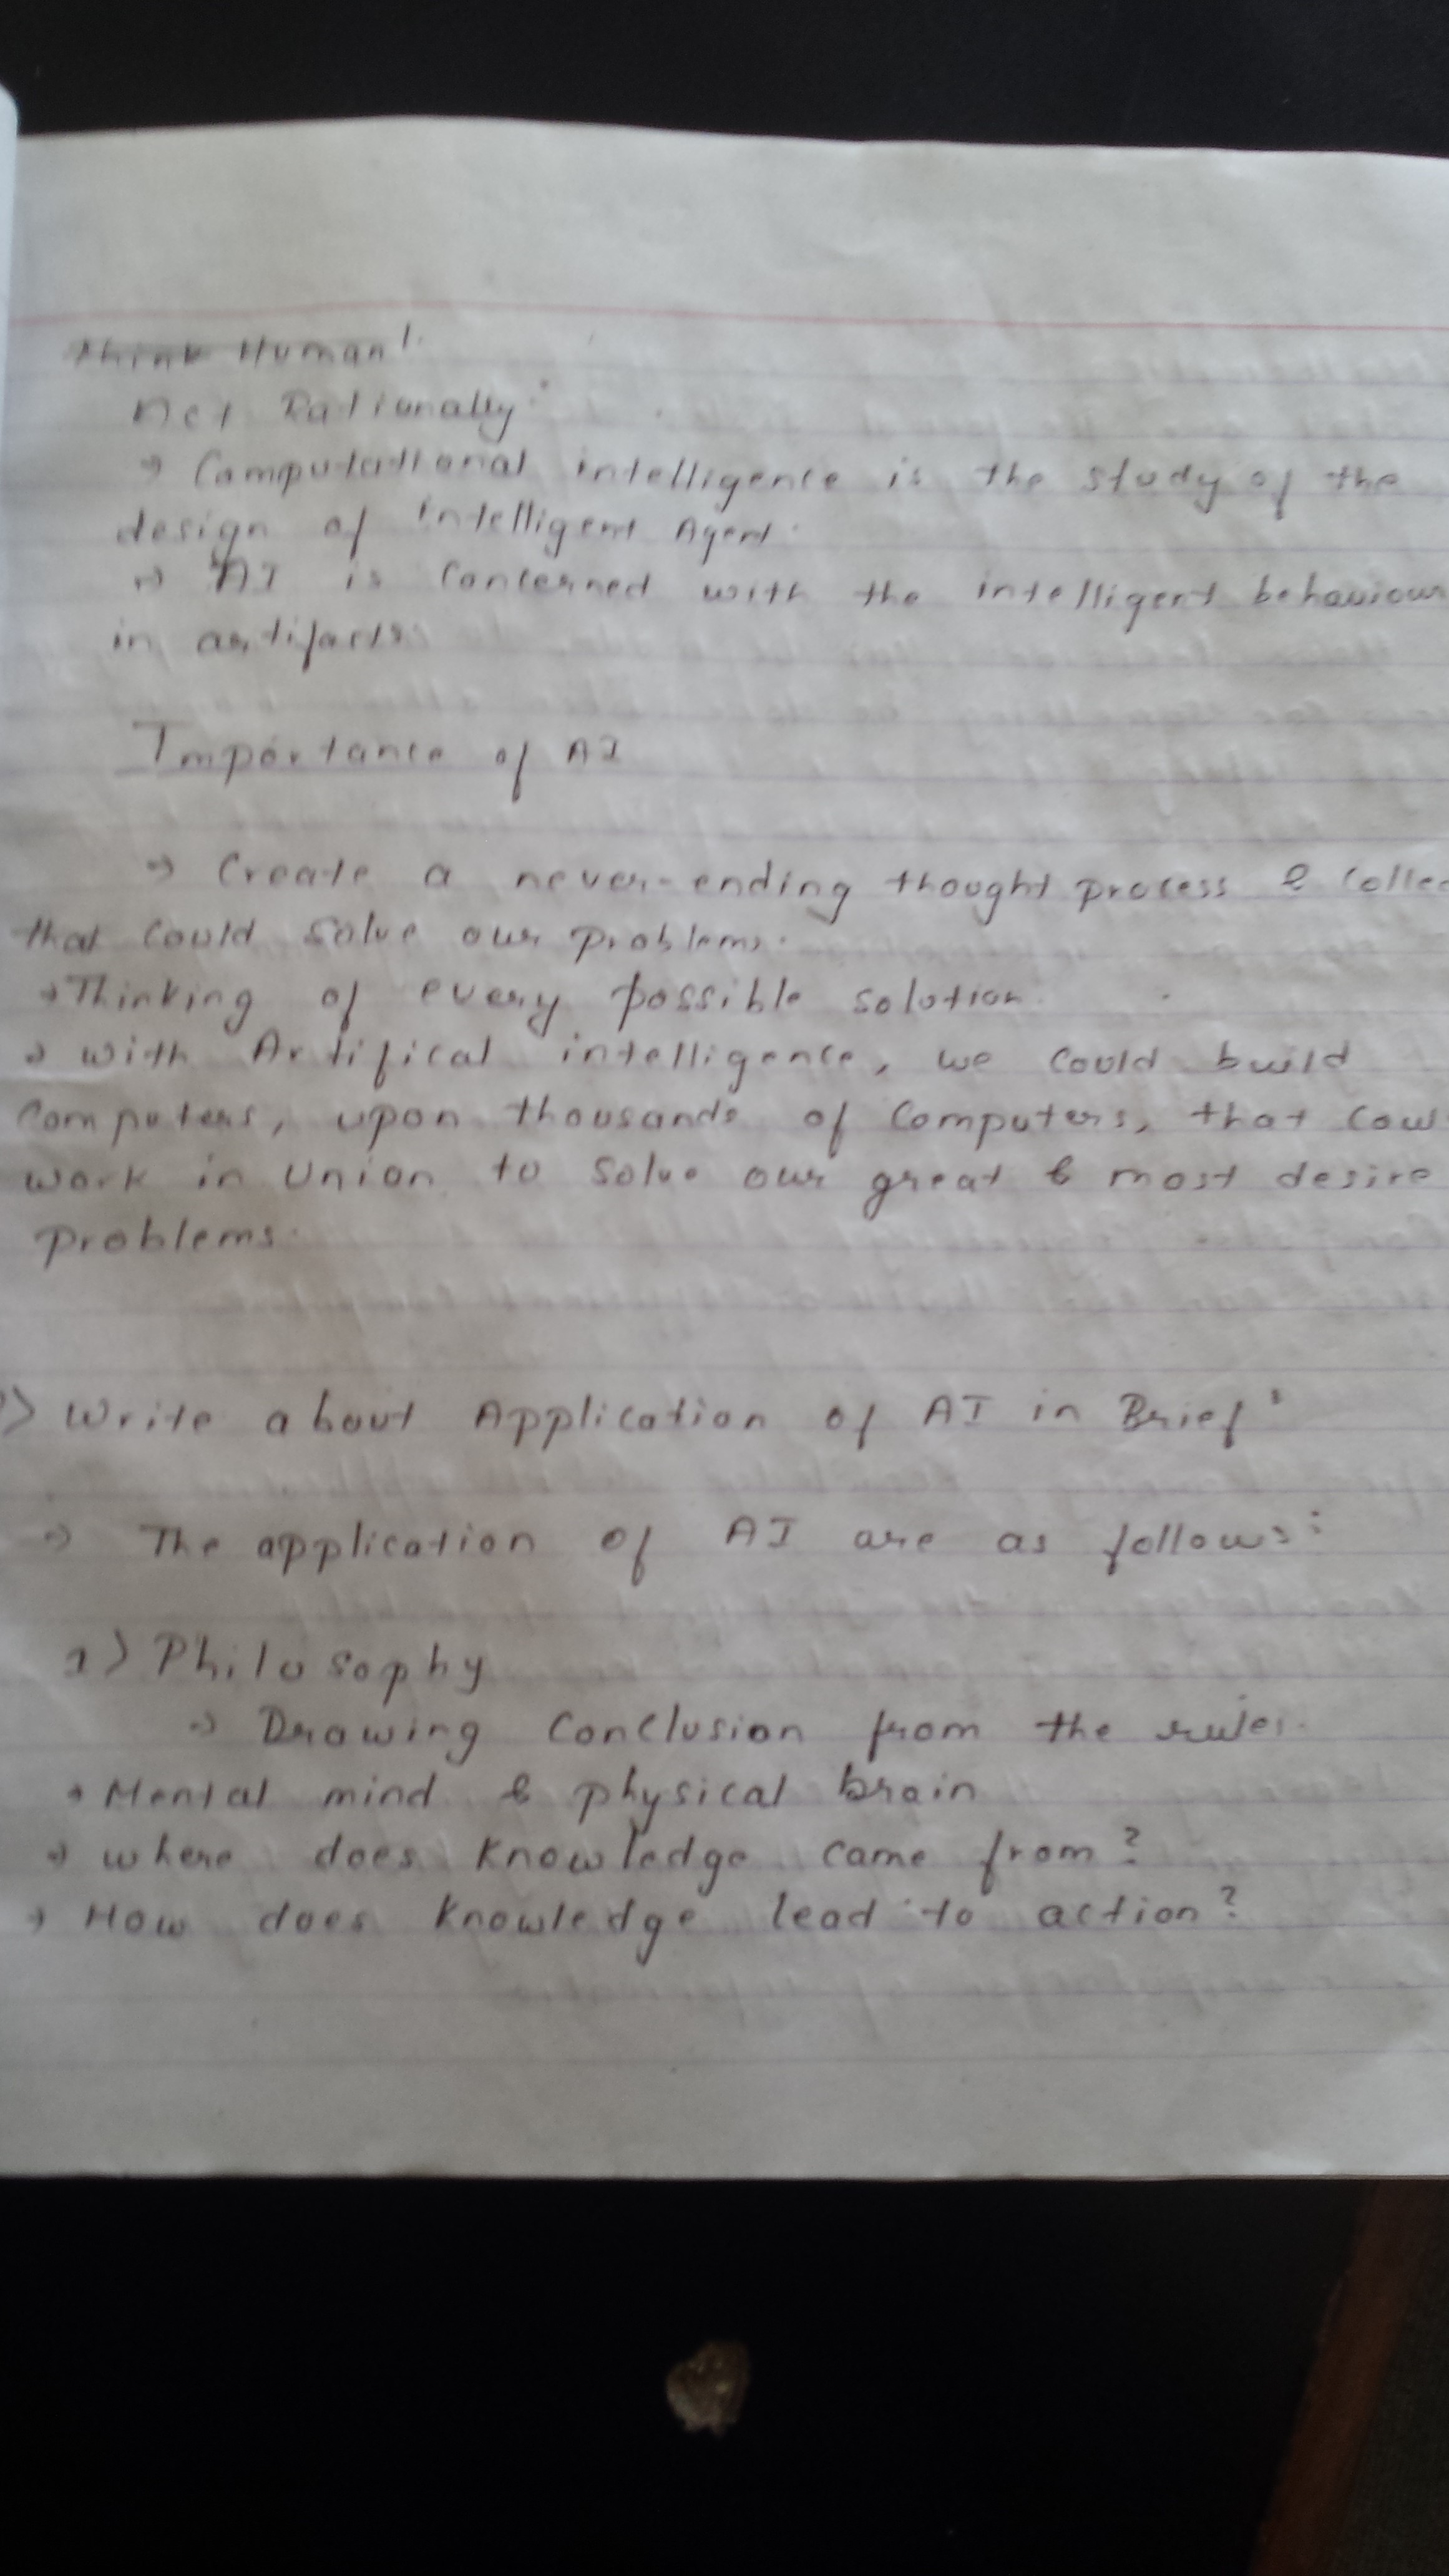 Think Human!
Act Rationally:
→ Computational intelligence is the study of the
design of Intelligent Agent.
→ AI is Concerned with the intelligent behaviour
in artifacts
Importance of AI
→ Create a never-ending thought process &
that could solve our problems.
→ Thinking of every possible solution
→ with Artifical intelligence, we could build
computers, upon thousands of computers, that
work in Union to solve our great & most desire
problems.
> Write about Application of AI in Brief:
→ The application of AI are as follows:
1> Philosophy
→ Drawing Conclusion from the rules.
→ Mental mind & physical brain
→ where does knowledge came from?
→ How does knowledge lead to action?